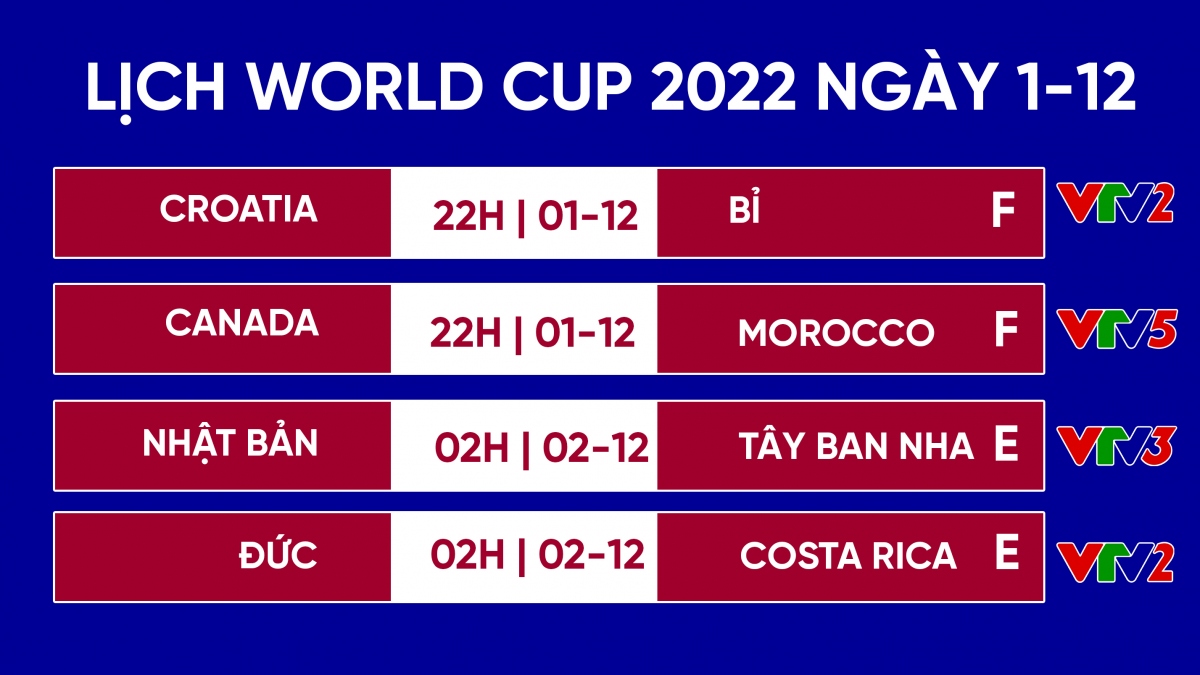 LỊCH WORLD CUP 2022 NGÀY 1-12
CROATIA 22H | 01-12 BỈ F VTV2
CANADA 22H | 01-12 MOROCCO F VTV5
NHẬT BẢN 02H | 02-12 TÂY BAN NHA E VTV3
ĐỨC 02H | 02-12 COSTA RICA E VTV2